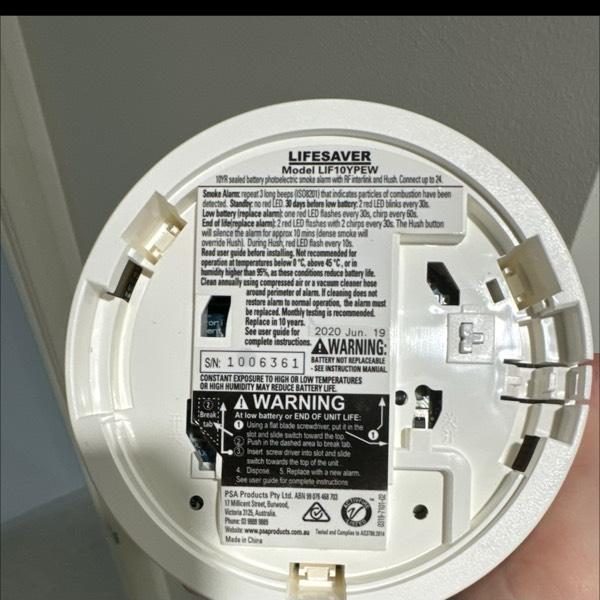 LIFESAVER
Model LIF10YPEW
10YR sealed battery photoelectric smoke alarm with RF interlink and Hush. Connect up to 24.
Smoke Alarm: repeat 3 long beeps (ISO8201) that indicates particles of combustion have been
detected. Standby: no red LED. 30 days before low battery: 2 red LED blinks every 30s.
Low battery (replace alarm): one red LED flashes every 30s, chirp every 60s.
End of life(replace alarm): 2 red LED flashes with 2 chirps every 30s. The Hush button
will silence the alarm for approx 10 mins (dense smoke will
override Hush). During Hush, red LED flash every 10s.
Read user guide before installing. Not recommended for
operation at temperatures below 0 °C, above 45 °C, or in
humidity higher than 95%, as these conditions reduce battery life.
Clean annually using compressed air or a vacuum cleaner hose
around perimeter of alarm. If cleaning does not
restore alarm to normal operation, the alarm must
be replaced. Monthly testing is recommended.
Replace in 10 years.
See user guide for
complete instructions.
2020 Jun. 19
WARNING:
BATTERY NOT REPLACEABLE
- SEE INSTRUCTION MANUAL.
S/N: 1006361
CONSTANT EXPOSURE TO HIGH OR LOW TEMPERATURES
OR HIGH HUMIDITY MAY REDUCE BATTERY LIFE.
2
Break
tab
WARNING
At low battery or END OF UNIT LIFE:
1 Using a flat blade screwdriver, put it in the
slot and slide switch toward the top.
2 Push in the dashed area to break tab.
3 Insert screw driver into slot and slide
switch towards the top of the unit.
4. Dispose. 5. Replace with a new alarm.
See user guide for complete instructions
1
PSA Products Pty Ltd. ABN 99 076 468 703
17 Millicent Street, Burwood,
Victoria 3125, Australia.
Phone: 03 9888 9889
Website: www.psaproducts.com.au
Made in China
Tested and Complies to AS3786:2014
0319-7101-02